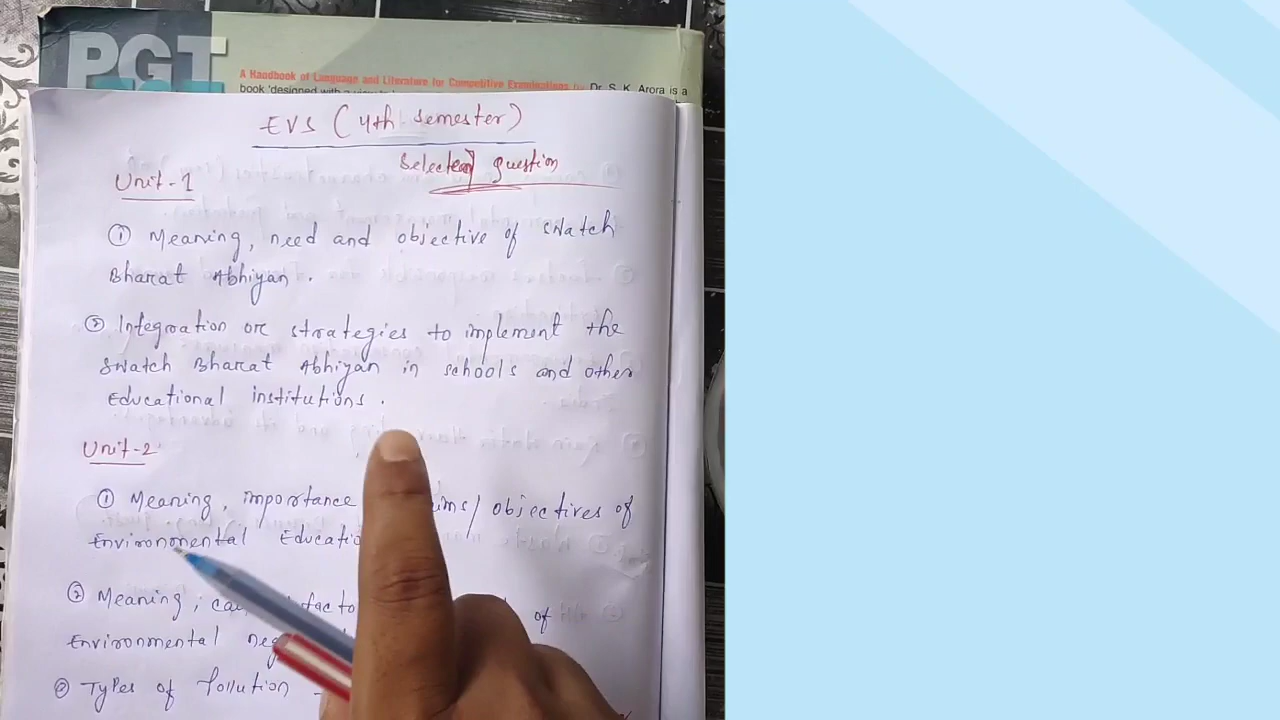 PGT
A Handbook of Language and Literature for Competitive Examinations by Dr. S. K. Arora is a
book 'designed with a view
EVS (4th semester)
Selected question
Unit-1
① Meaning, need and objective of Swatch
Bharat Abhiyan.
② Integration or strategies to implement the
Swatch Bharat Abhiyan in schools and other
Educational institutions.
Unit-2
① Meaning, importance aims/objectives of
Environmental
② Meaning, of
Environmental
③ Types of Pollution -